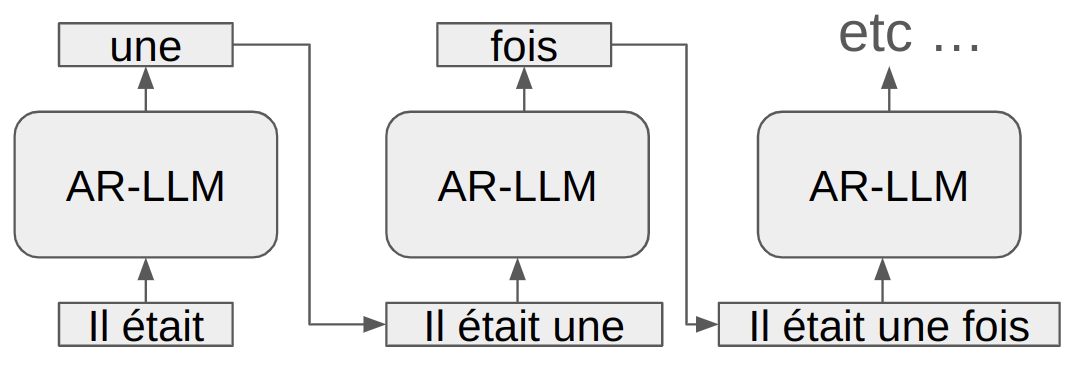 une
fois
etc ...
AR-LLM
AR-LLM
AR-LLM
Il était
Il était une
Il était une fois